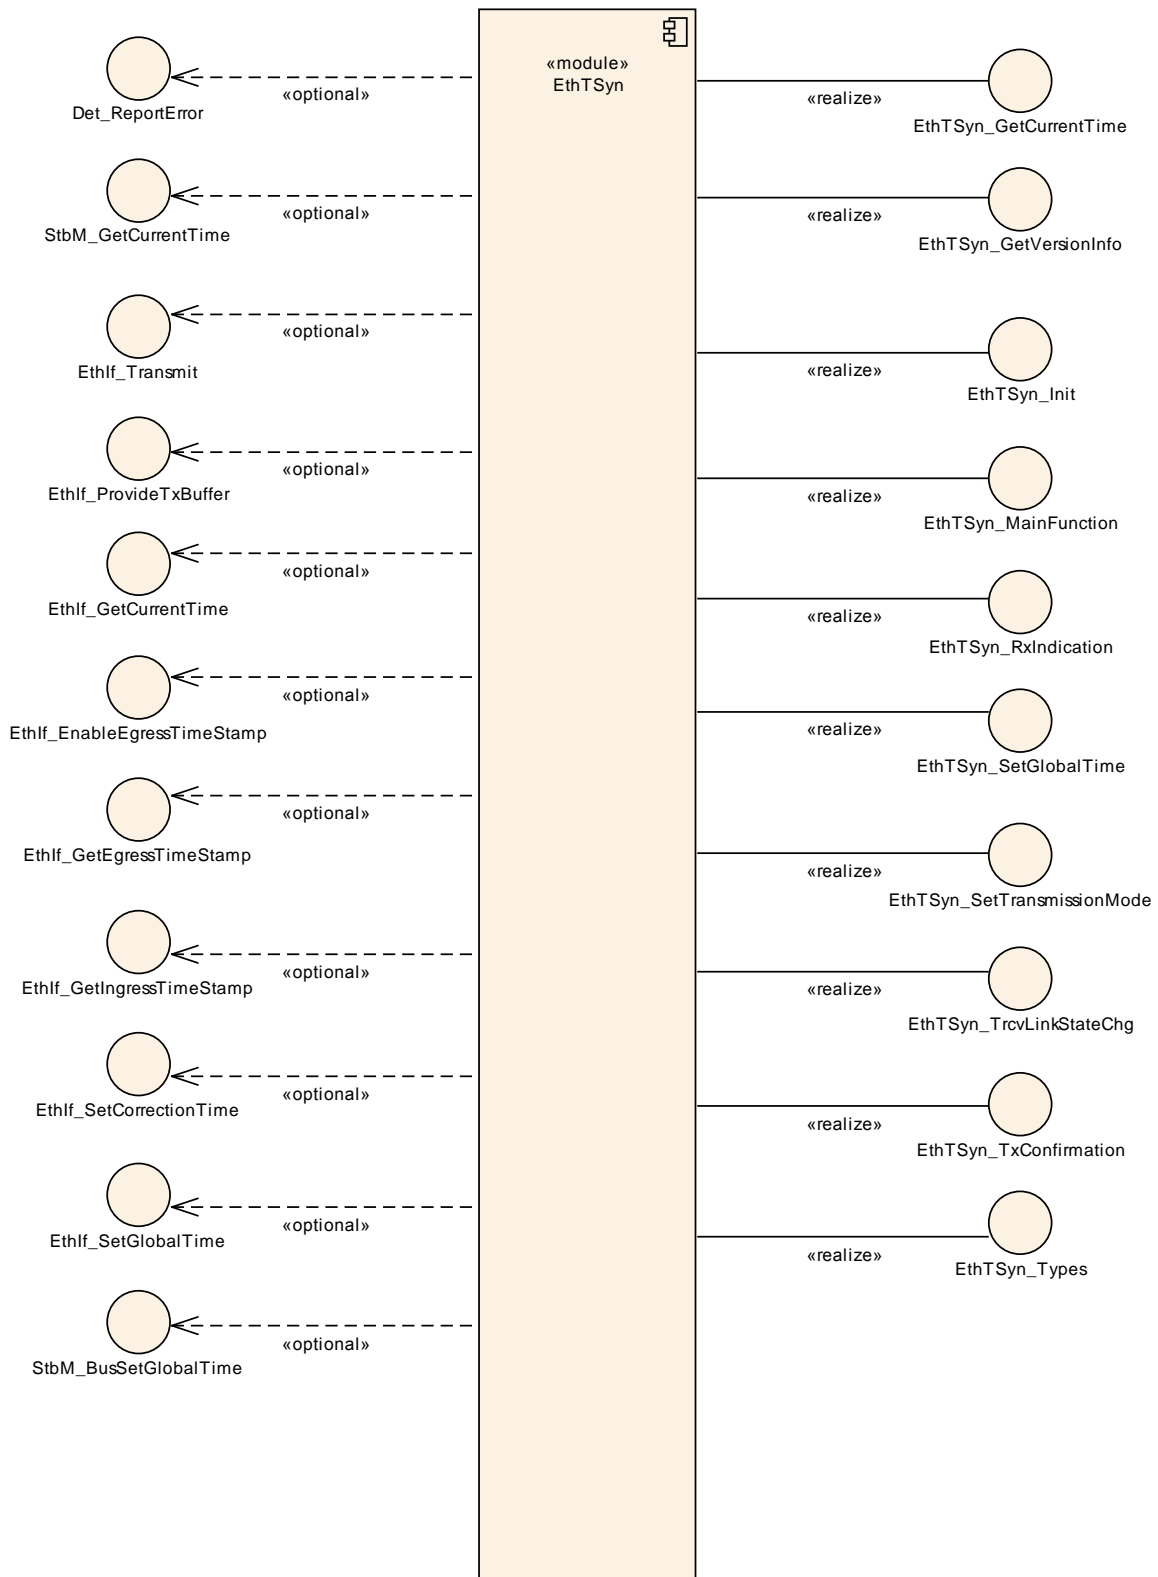 «module»
EthTSyn
Det_ReportError
«optional»
StbM_GetCurrentTime
«optional»
EthIf_Transmit
«optional»
EthIf_ProvideTxBuffer
«optional»
EthIf_GetCurrentTime
«optional»
EthIf_EnableEgressTimeStamp
«optional»
EthIf_GetEgressTimeStamp
«optional»
EthIf_GetIngressTimeStamp
«optional»
EthIf_SetCorrectionTime
«optional»
EthIf_SetGlobalTime
«optional»
StbM_BusSetGlobalTime
«optional»
«realize»
EthTSyn_GetCurrentTime
«realize»
EthTSyn_GetVersionInfo
«realize»
EthTSyn_Init
«realize»
EthTSyn_MainFunction
«realize»
EthTSyn_RxIndication
«realize»
EthTSyn_SetGlobalTime
«realize»
EthTSyn_SetTransmissionMode
«realize»
EthTSyn_TrcvLinkStateChg
«realize»
EthTSyn_TxConfirmation
«realize»
EthTSyn_Types